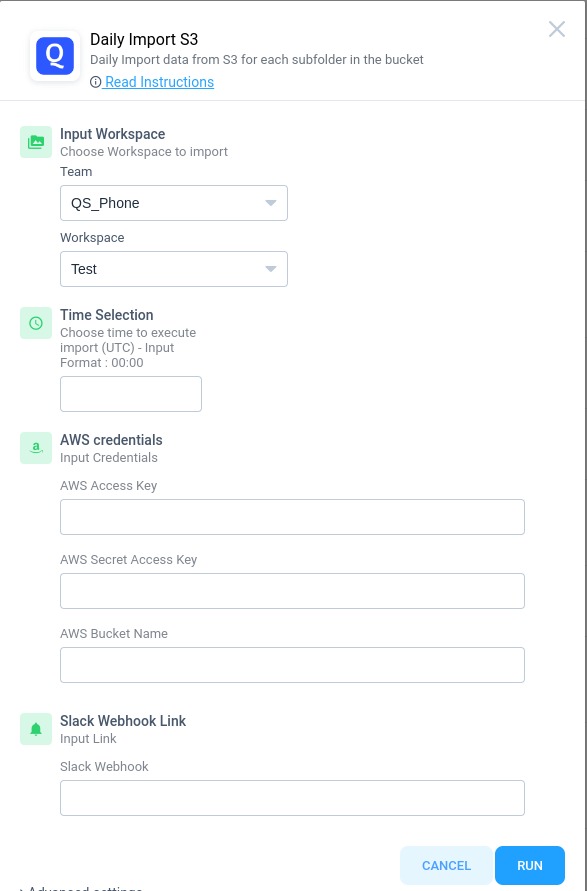 Q
Daily Import S3
Daily Import data from S3 for each subfolder in the bucket
Read Instructions
Input Workspace
Choose Workspace to import
Team
QS_Phone
Workspace
Test
Time Selection
Choose time to execute
import (UTC) - Input
Format : 00:00
a
AWS credentials
Input Credentials
AWS Access Key
AWS Secret Access Key
AWS Bucket Name
Slack Webhook Link
Input Link
Slack Webhook
CANCEL
RUN
Advanced settings